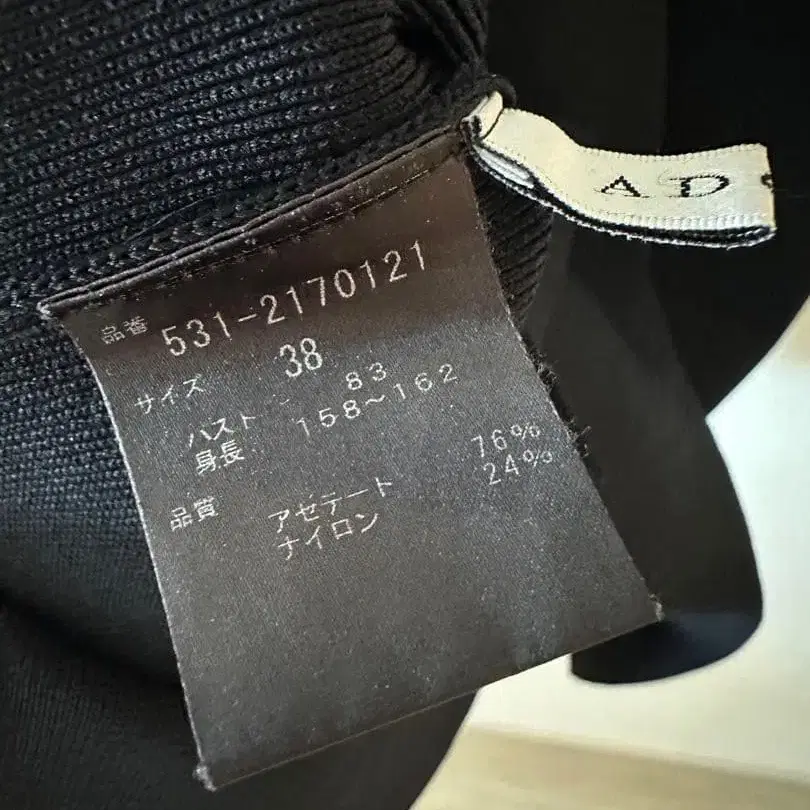 A D
品番 531-2170121
サイズ 38
バスト 83
身長 158～162
品質 アセテート 76%
ナイロン 24%